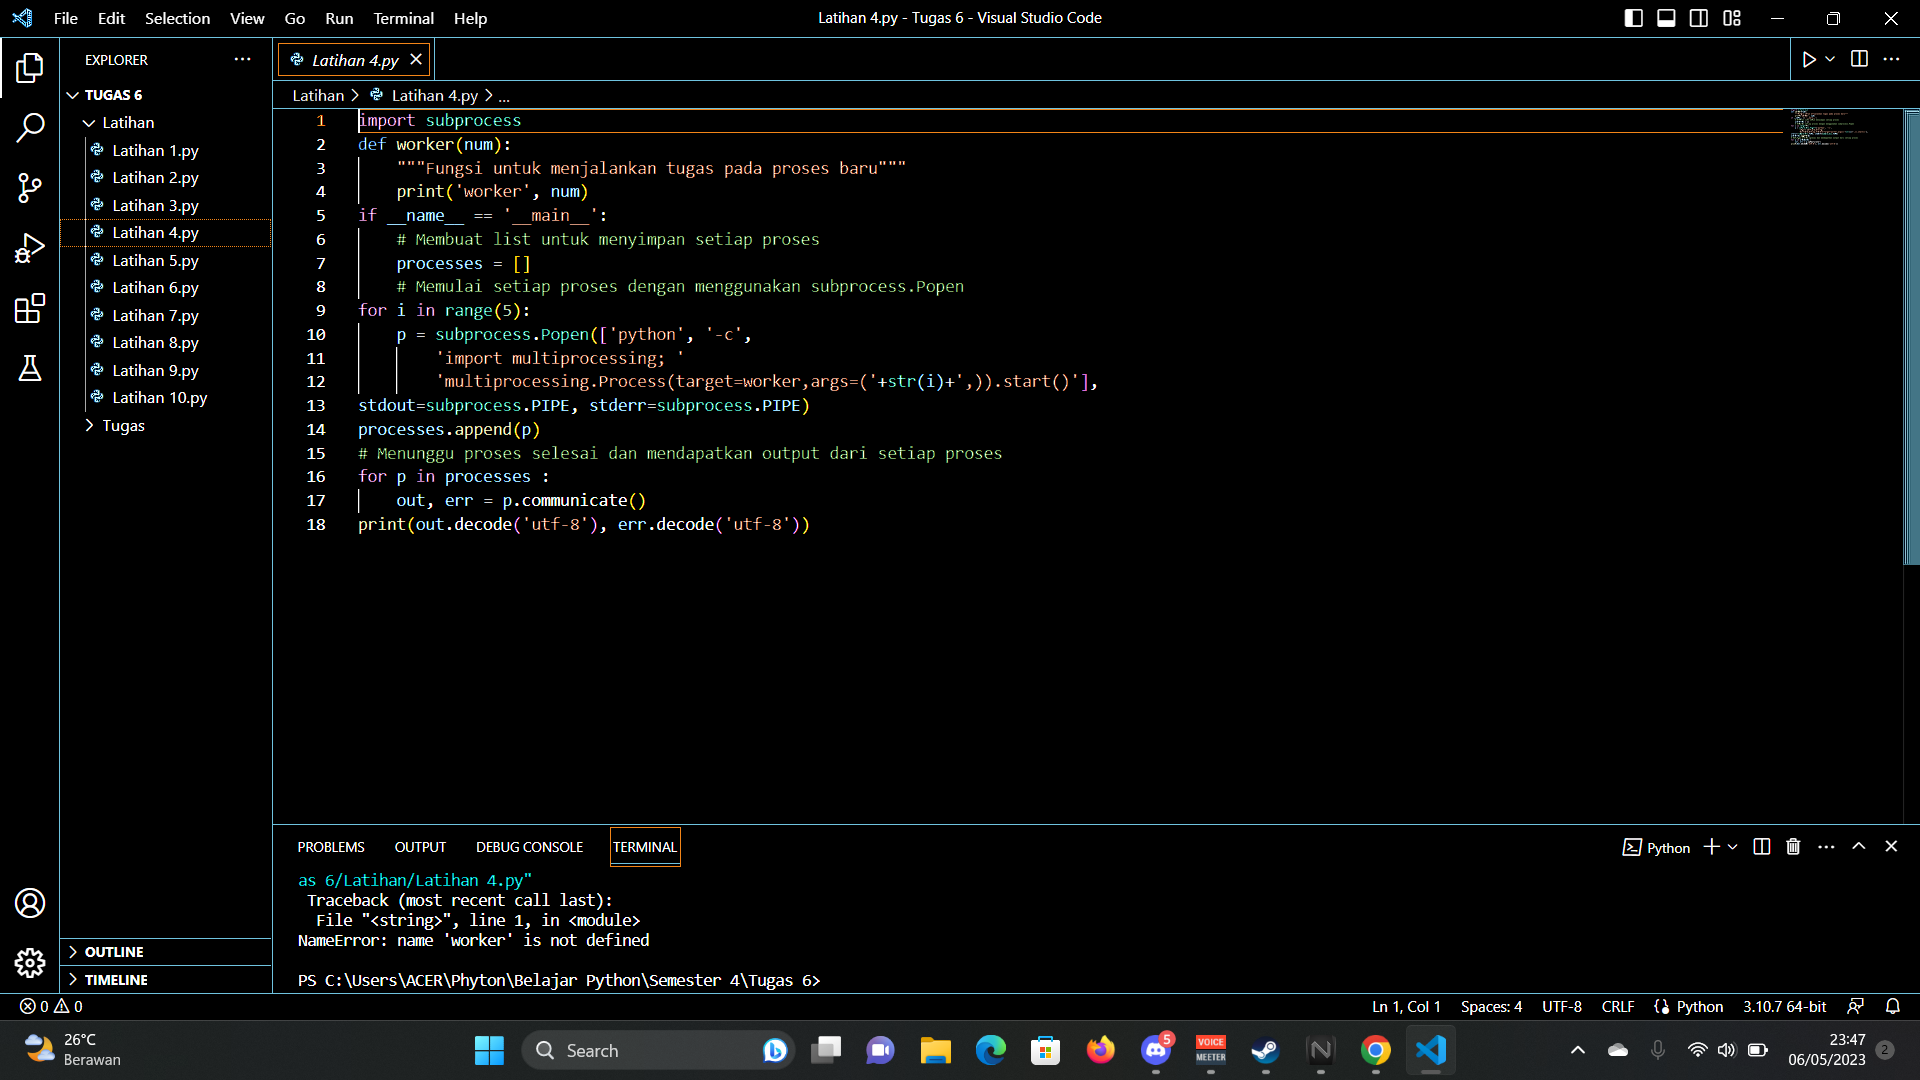 File Edit Selection View Go Run Terminal Help
Latihan 4.py - Tugas 6 - Visual Studio Code
EXPLORER
TUGAS 6
Latihan
Latihan 1.py
Latihan 2.py
Latihan 3.py
Latihan 4.py
Latihan 5.py
Latihan 6.py
Latihan 7.py
Latihan 8.py
Latihan 9.py
Latihan 10.py
Tugas
OUTLINE
TIMELINE
Latihan 4.py
Latihan > Latihan 4.py > ...
1 import subprocess
2 def worker(num):
3     """Fungsi untuk menjalankan tugas pada proses baru"""
4     print('worker', num)
5 if __name__ == '__main__':
6     # Membuat list untuk menyimpan setiap proses
7     processes = []
8     # Memulai setiap proses dengan menggunakan subprocess.Popen
9 for i in range(5):
10     p = subprocess.Popen(['python', '-c',
11         'import multiprocessing; '
12         'multiprocessing.Process(target=worker,args=('+str(i)+',)).start()'],
13 stdout=subprocess.PIPE, stderr=subprocess.PIPE)
14 processes.append(p)
15 # Menunggu proses selesai dan mendapatkan output dari setiap proses
16 for p in processes :
17     out, err = p.communicate()
18 print(out.decode('utf-8'), err.decode('utf-8'))
PROBLEMS OUTPUT DEBUG CONSOLE TERMINAL
Python
as 6/Latihan/Latihan 4.py"
 Traceback (most recent call last):
  File "<string>", line 1, in <module>
NameError: name 'worker' is not defined
PS C:\Users\ACER\Phyton\Belajar Python\Semester 4\Tugas 6>
0 0
Ln 1, Col 1 Spaces: 4 UTF-8 CRLF Python 3.10.7 64-bit
26°C
Berawan
Search
5
VOICE
MEETER
23:47
06/05/2023
2